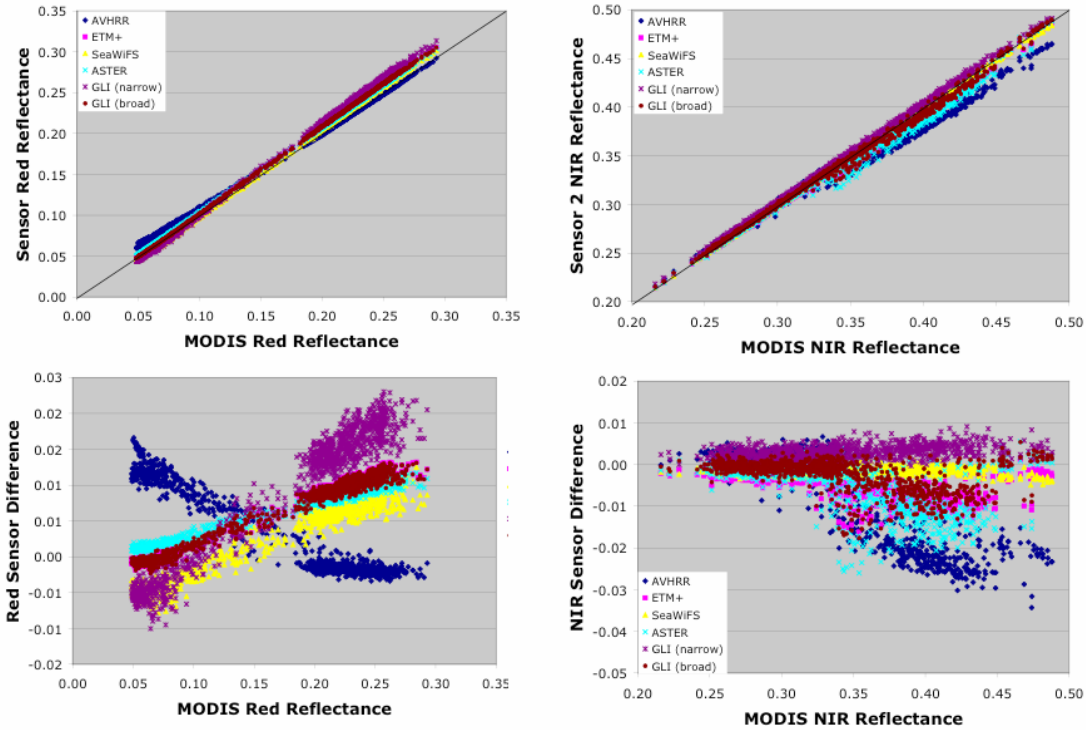 AVHRR
ETM+
SeaWiFS
ASTER
GLI (narrow)
GLI (broad)
Sensor Red Reflectance
0.35
0.30
0.25
0.20
0.15
0.10
0.05
0.00
0.00 0.05 0.10 0.15 0.20 0.25 0.30 0.35
MODIS Red Reflectance
AVHRR
ETM+
SeaWiFS
ASTER
GLI (narrow)
GLI (broad)
Sensor 2 NIR Reflectance
0.50
0.45
0.40
0.35
0.30
0.25
0.20
0.20 0.25 0.30 0.35 0.40 0.45 0.50
MODIS NIR Reflectance
Red Sensor Difference
0.03
0.02
0.02
0.01
0.01
0.00
-0.01
-0.01
-0.02
0.00 0.05 0.10 0.15 0.20 0.25 0.30 0.35
MODIS Red Reflectance
NIR Sensor Difference
0.02
0.01
0.00
-0.01
-0.02
-0.03
-0.04
-0.05
AVHRR
ETM+
SeaWiFS
ASTER
GLI (narrow)
GLI (broad)
0.20 0.25 0.30 0.35 0.40 0.45 0.50
MODIS NIR Reflectance